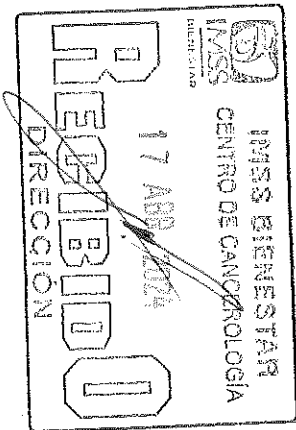 IMSS BIENESTAR
CENTRO DE CANCEROLOGÍA
IMSS
BIENESTAR
17 ABR 2024
RECIBIDO
DIRECCIÓN